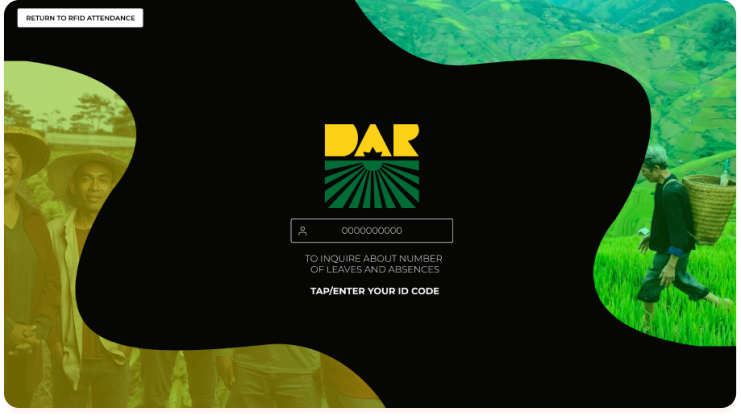 RETURN TO RFID ATTENDANCE
DAR
0000000000
TO INQUIRE ABOUT NUMBER
OF LEAVES AND ABSENCES
TAP/ENTER YOUR ID CODE